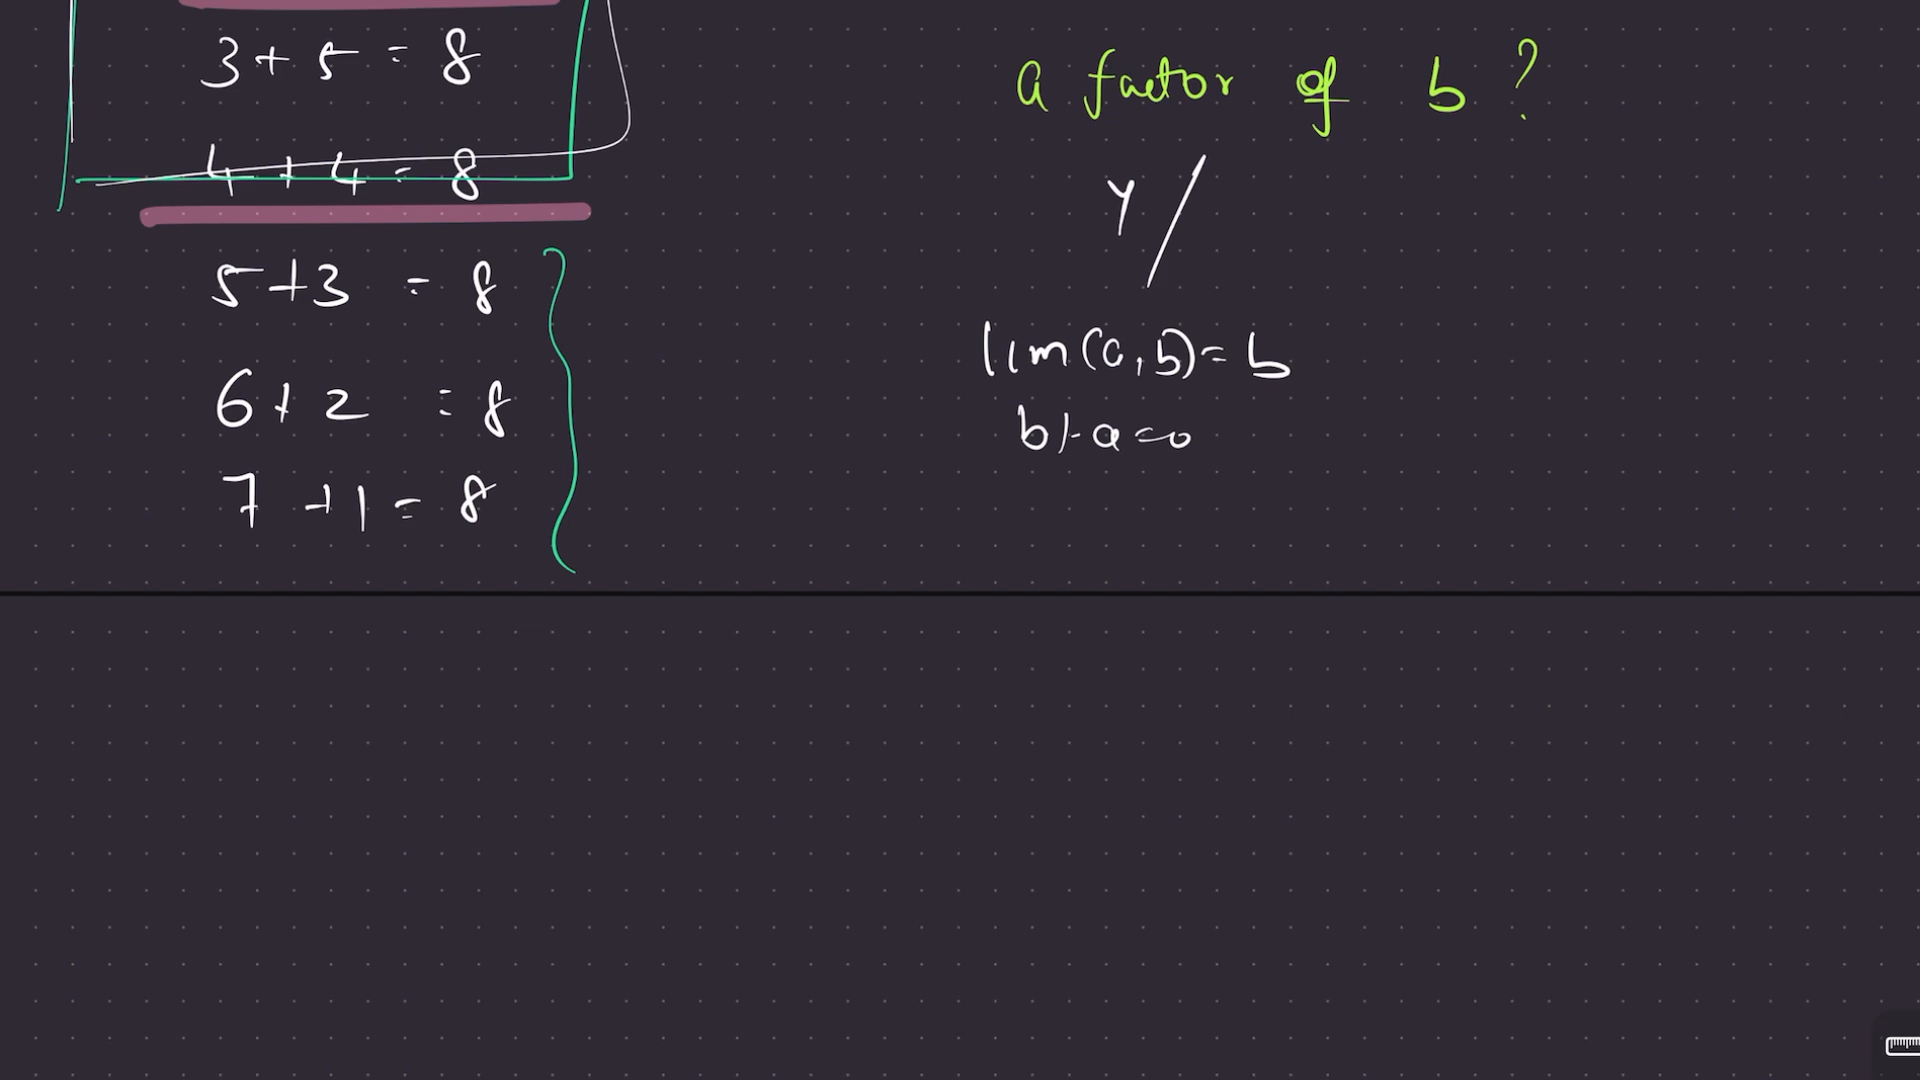 3 + 5 = 8
4 + 4 = 8
5 + 3 = 8
6 + 2 = 8
7 + 1 = 8
a factor of b ?
Y /
lcm(a,b) = b
b % a = 0